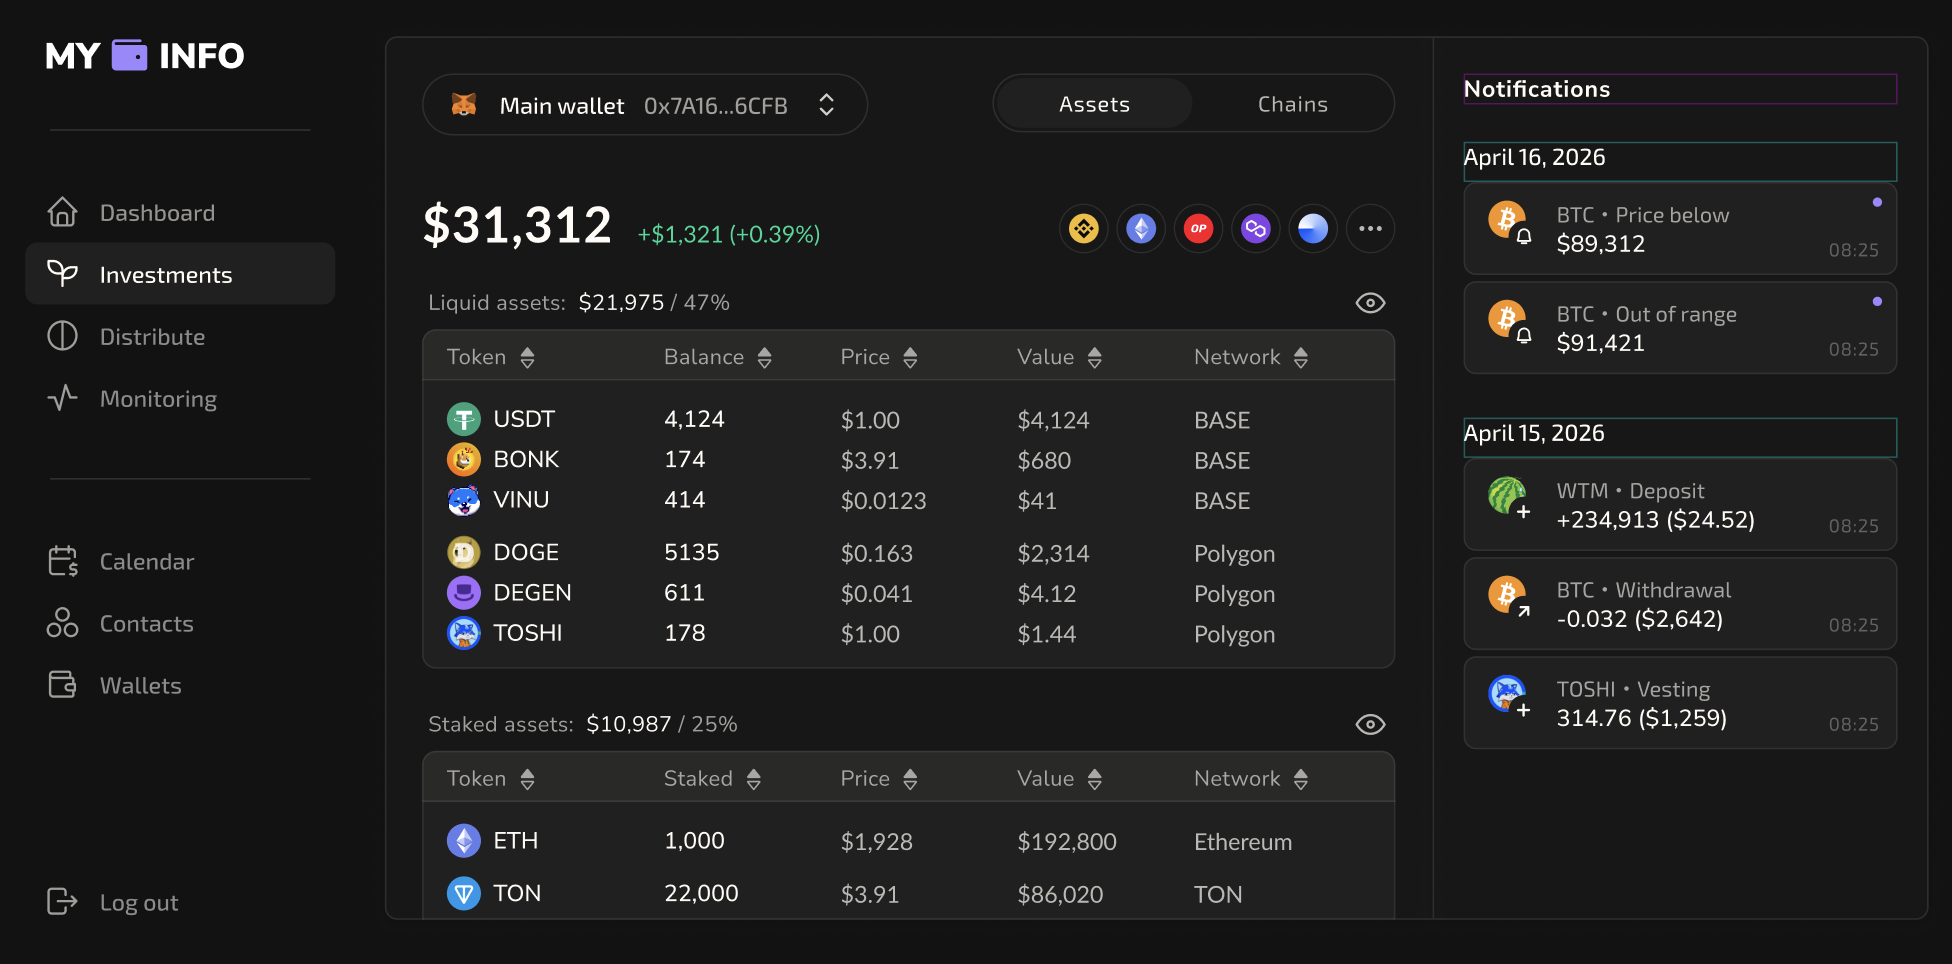 MY INFO
Dashboard
Investments
Distribute
Monitoring
Calendar
Contacts
Wallets
Log out
Main wallet 0x7A16...6CFB
Assets Chains
$31,312 +$1,321 (+0.39%)
OP
Liquid assets: $21,975 / 47%
Token Balance Price Value Network
USDT 4,124 $1.00 $4,124 BASE
BONK 174 $3.91 $680 BASE
VINU 414 $0.0123 $41 BASE
DOGE 5135 $0.163 $2,314 Polygon
DEGEN 611 $0.041 $4.12 Polygon
TOSHI 178 $1.00 $1.44 Polygon
Staked assets: $10,987 / 25%
Token Staked Price Value Network
ETH 1,000 $1,928 $192,800 Ethereum
TON 22,000 $3.91 $86,020 TON
Notifications
April 16, 2026
BTC • Price below
$89,312
08:25
BTC • Out of range
$91,421
08:25
April 15, 2026
WTM • Deposit
+234,913 ($24.52)
08:25
BTC • Withdrawal
-0.032 ($2,642)
08:25
TOSHI • Vesting
314.76 ($1,259)
08:25